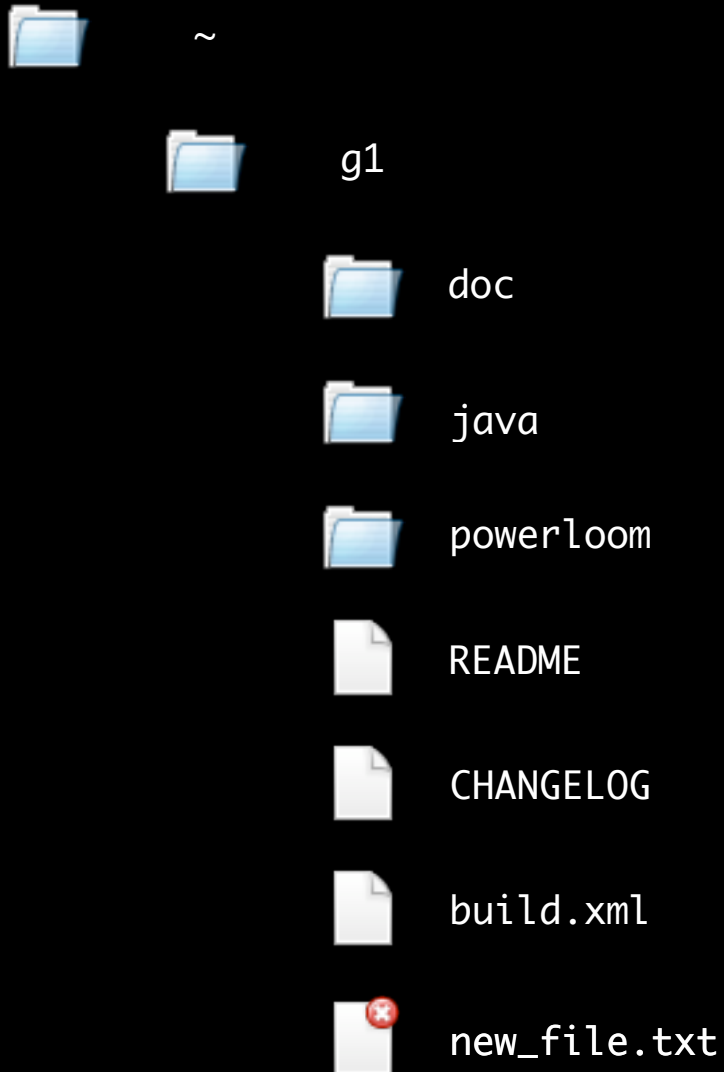 ~
g1
doc
java
powerloom
README
CHANGELOG
build.xml
new_file.txt